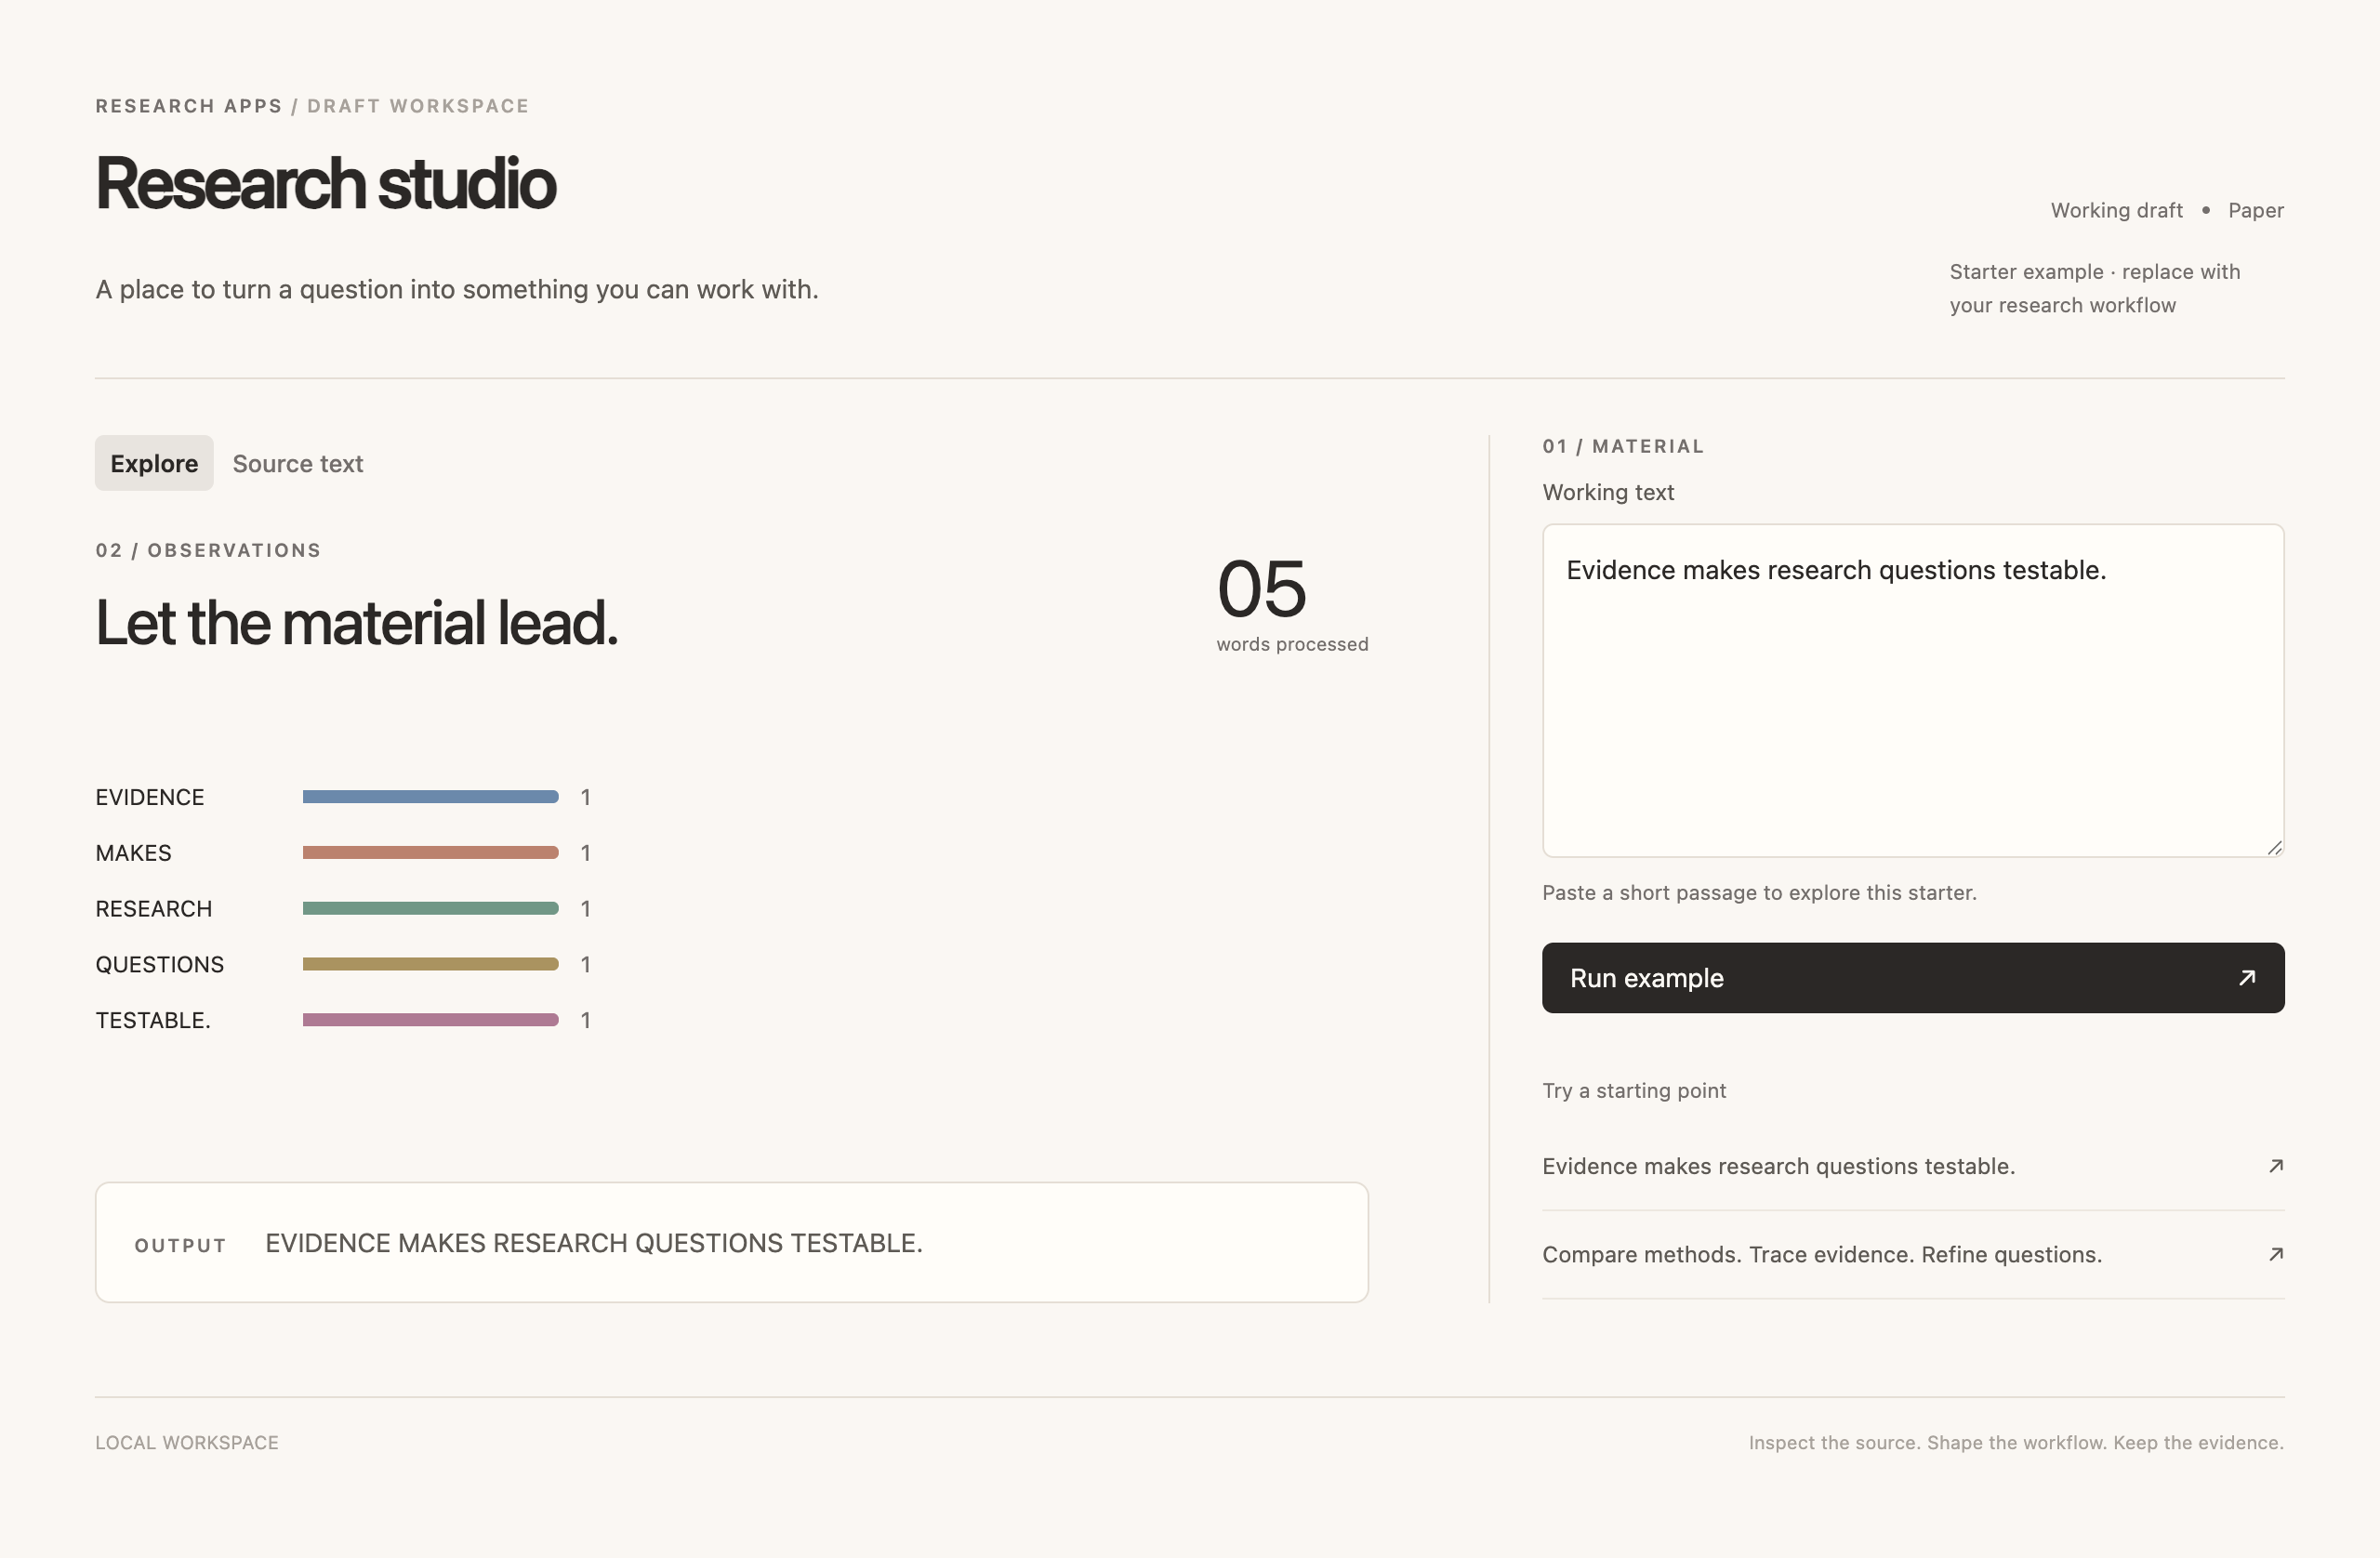 RESEARCH APPS / DRAFT WORKSPACE
Research studio
A place to turn a question into something you can work with.
Working draft • Paper
Starter example · replace with
your research workflow
Explore
Source text
02 / OBSERVATIONS
Let the material lead.
05
words processed
EVIDENCE 1
MAKES 1
RESEARCH 1
QUESTIONS 1
TESTABLE. 1
OUTPUT EVIDENCE MAKES RESEARCH QUESTIONS TESTABLE.
01 / MATERIAL
Working text
Evidence makes research questions testable.
Paste a short passage to explore this starter.
Run example
Try a starting point
Evidence makes research questions testable.
Compare methods. Trace evidence. Refine questions.
LOCAL WORKSPACE
Inspect the source. Shape the workflow. Keep the evidence.